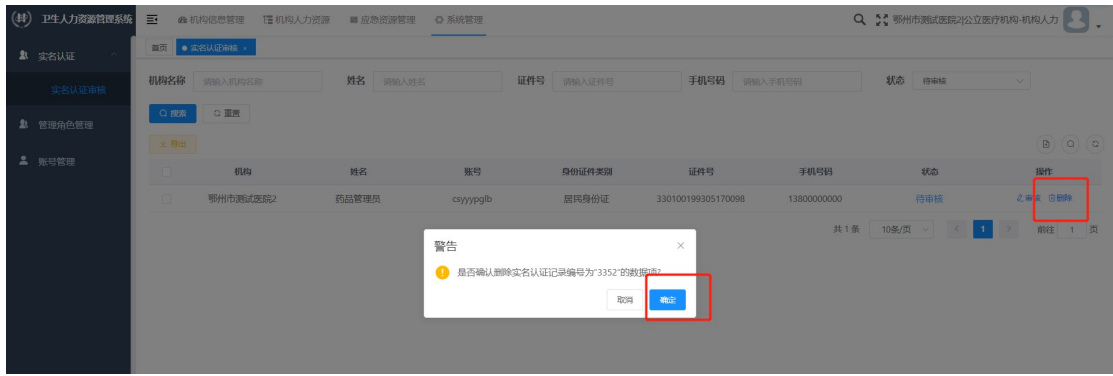 卫生人力资源管理系统 机构信息管理 机构人力资源 应急资源管理 系统管理 鄂州市测试医院2|公立医疗机构-机构人力
首页 实名认证审核 ×
实名认证
实名认证审核
管理角色管理
账号管理
机构名称 请输入机构名称 姓名 请输入姓名 证件号 请输入证件号 手机号码 请输入手机号码 状态 待审核
搜索 重置
导出
机构 姓名 账号 身份证件类别 证件号 手机号码 状态 操作
鄂州市测试医院2 药品管理员 csyyypglb 居民身份证 330100199305170098 13800000000 待审核 审核 删除
共 1 条 10条/页 1 前往 1 页
警告
是否确认删除实名认证记录编号为"3352"的数据项?
取消 确定